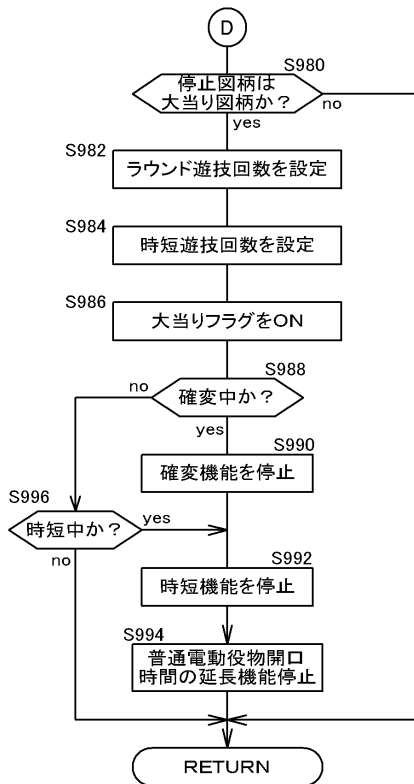 D
S980
停止図柄は
大当り図柄か？
no
yes
S982
ラウンド遊技回数を設定
S984
時短遊技回数を設定
S986
大当りフラグをON
S988
no
確変中か？
yes
S990
確変機能を停止
S996
時短中か？
yes
no
S992
時短機能を停止
S994
普通電動役物開口
時間の延長機能停止
RETURN